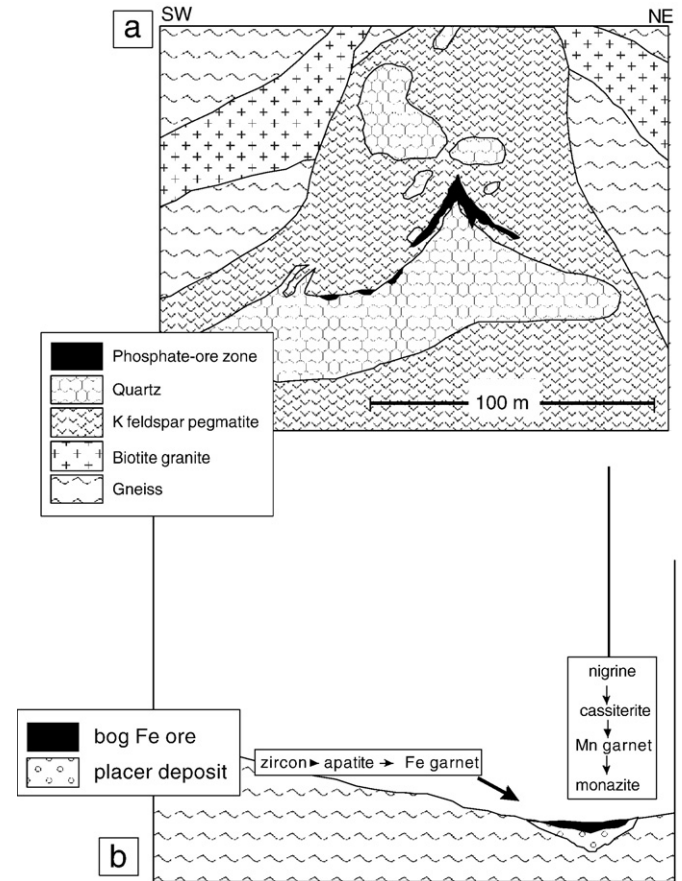 SW
NE
a
Phosphate-ore zone
Quartz
K feldspar pegmatite
Biotite granite
Gneiss
100 m
nigrine
cassiterite
Mn garnet
monazite
bog Fe ore
placer deposit
zircon ► apatite → Fe garnet
b